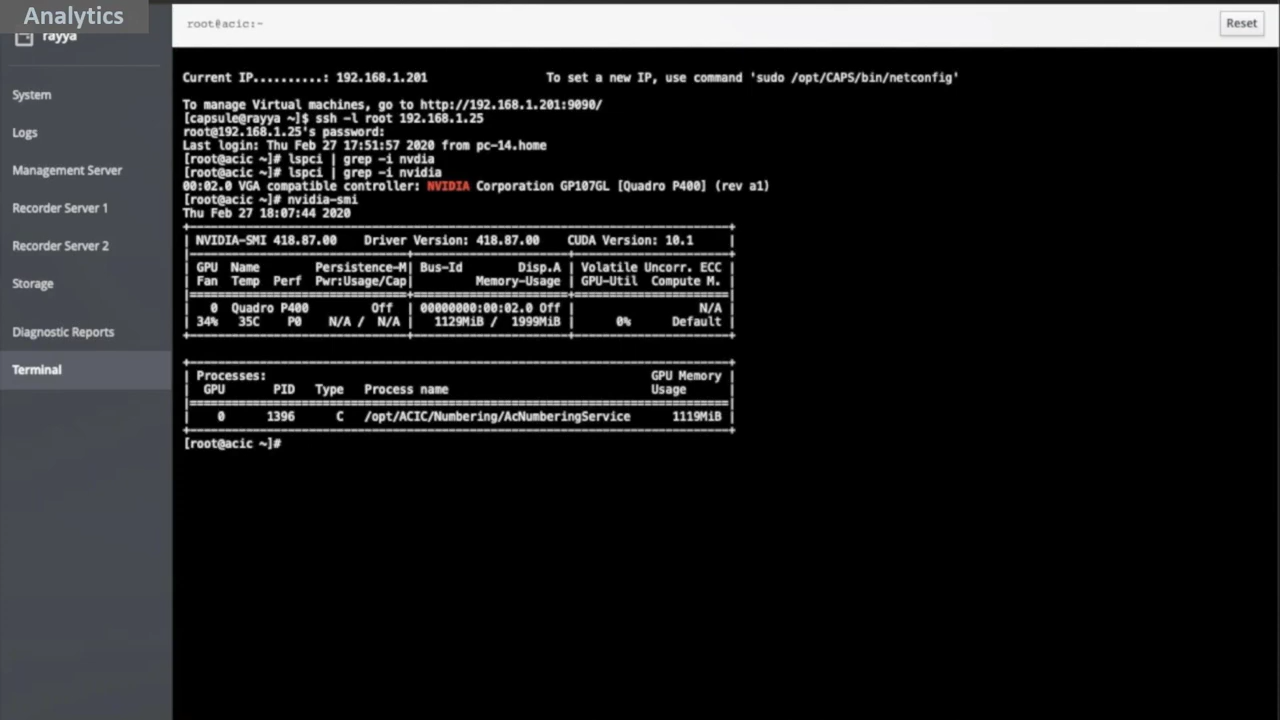 Analytics
rayya
System
Logs
Management Server
Recorder Server 1
Recorder Server 2
Storage
Diagnostic Reports
Terminal
root@acic:~
Reset
Current IP..........: 192.168.1.201 To set a new IP, use command 'sudo /opt/CAPS/bin/netconfig'
To manage Virtual machines, go to http://192.168.1.201:9090/
[capsule@rayya ~]$ ssh -l root 192.168.1.25
root@192.168.1.25's password:
Last login: Thu Feb 27 17:51:57 2020 from pc-14.home
[root@acic ~]# lspci | grep -i nvdia
[root@acic ~]# lspci | grep -i nvidia
00:02.0 VGA compatible controller: NVIDIA Corporation GP107GL [Quadro P400] (rev a1)
[root@acic ~]# nvidia-smi
Thu Feb 27 18:07:44 2020
+-----------------------------------------------------------------------------+
| NVIDIA-SMI 418.87.00    Driver Version: 418.87.00    CUDA Version: 10.1     |
|-------------------------------+----------------------+----------------------+
| GPU  Name        Persistence-M| Bus-Id        Disp.A | Volatile Uncorr. ECC |
| Fan  Temp  Perf  Pwr:Usage/Cap|         Memory-Usage | GPU-Util  Compute M. |
|===============================+======================+======================|
|   0  Quadro P400         Off  | 00000000:00:02.0 Off |                  N/A |
| 34%   35C    P0    N/A /  N/A |   1129MiB /  1999MiB |      0%      Default |
+-------------------------------+----------------------+----------------------+
+-----------------------------------------------------------------------------+
| Processes:                                                       GPU Memory |
|  GPU       PID   Type   Process name                             Usage      |
|=============================================================================|
|    0      1396      C   /opt/ACIC/Numbering/AcNumberingService      1119MiB |
+-----------------------------------------------------------------------------+
[root@acic ~]#